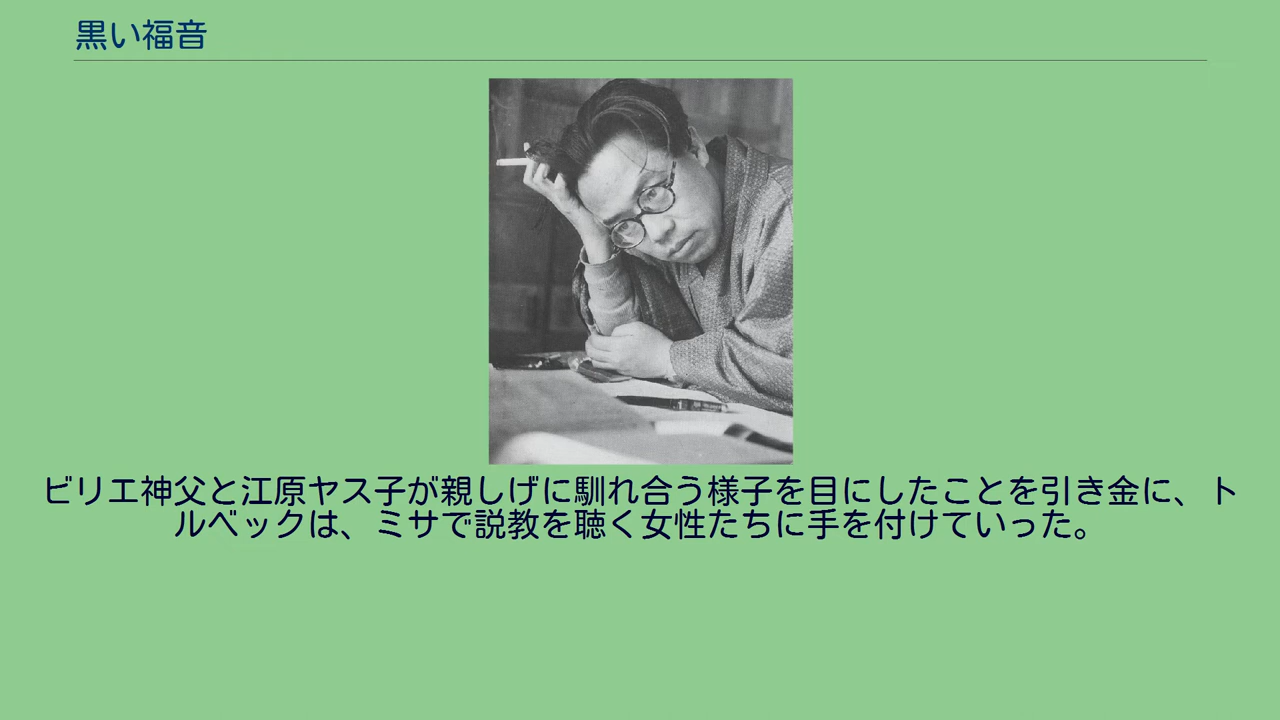 黒い福音
ビリエ神父と江原ヤス子が親しげに馴れ合う様子を目にしたことを引き金に、ト
ルベックは、ミサで説教を聴く女性たちに手を付けていった。